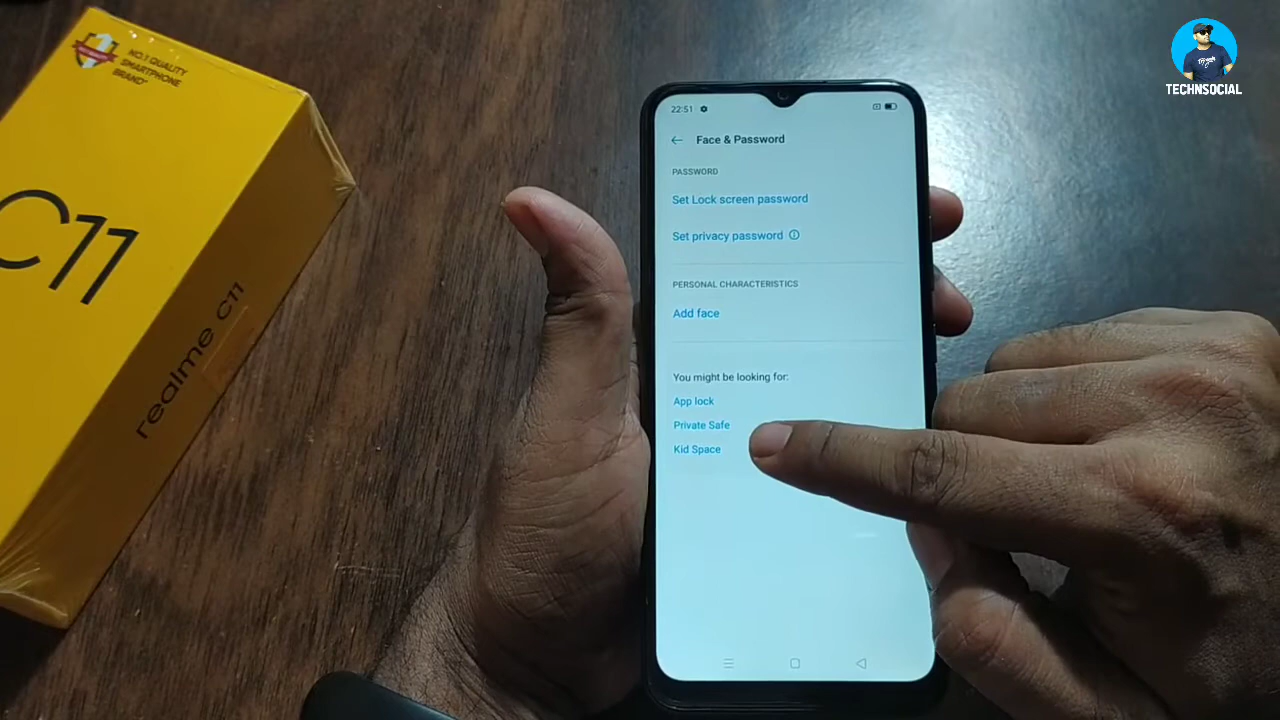 NO.1 QUALITY
SMARTPHONE
BRAND*
C11
realme C11
TECHNSOCIAL
22:51
Face & Password
PASSWORD
Set Lock screen password
Set privacy password
PERSONAL CHARACTERISTICS
Add face
You might be looking for:
App lock
Private Safe
Kid Space